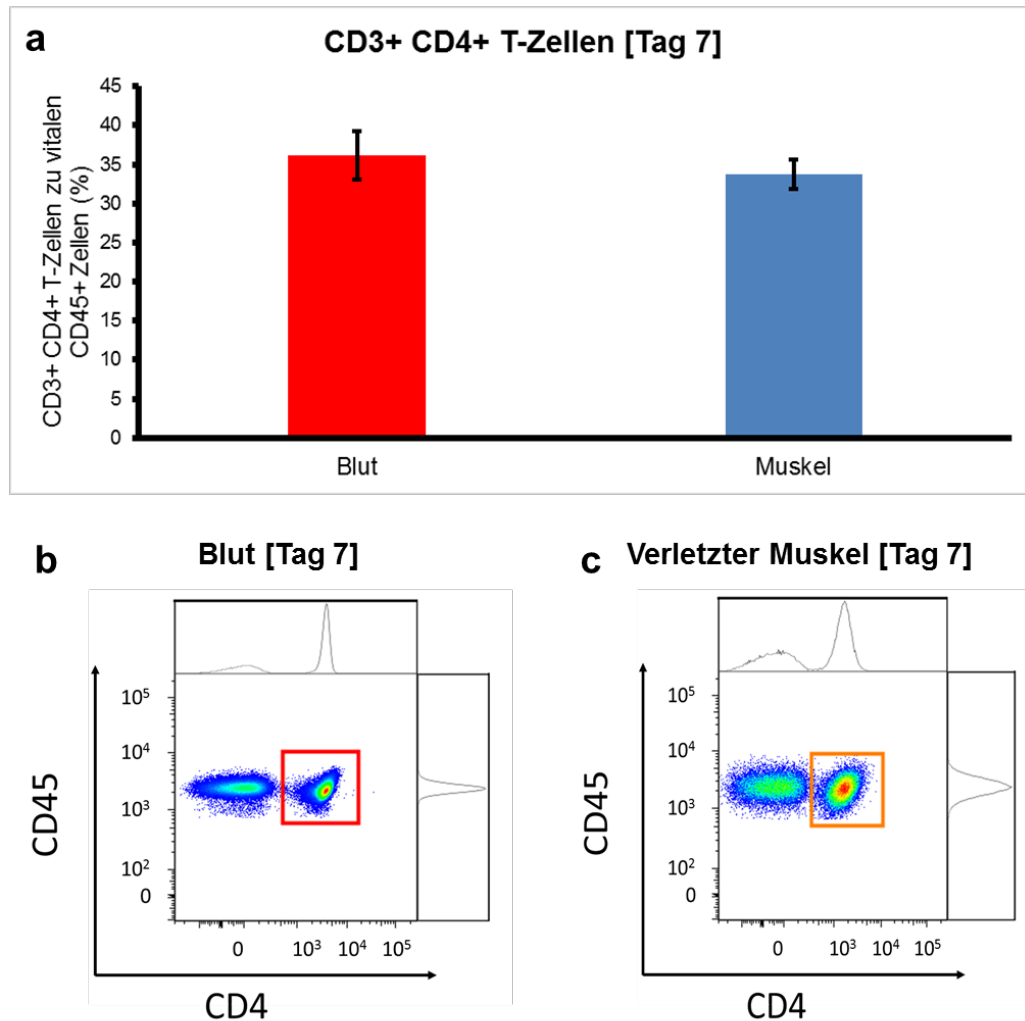 a
CD3+ CD4+ T-Zellen [Tag 7]
CD3+ CD4+ T-Zellen zu vitalen
CD45+ Zellen (%)
45
40
35
30
25
20
15
10
5
0
Blut
Muskel
b
Blut [Tag 7]
CD45
10⁵
10⁴
10³
10²
0
0
10³
10⁴
10⁵
CD4
c
Verletzter Muskel [Tag 7]
CD45
10⁵
10⁴
10³
10²
0
0
10³
10⁴
10⁵
CD4